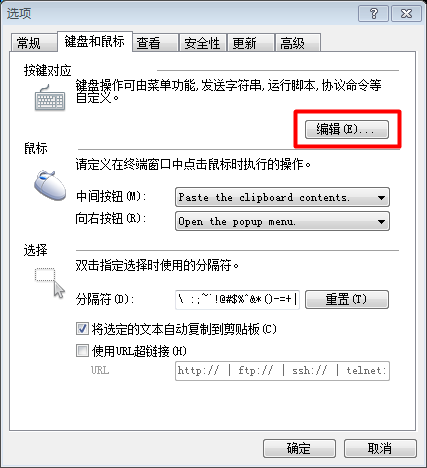 选项
常规 键盘和鼠标 查看 安全性 更新 高级
按键对应
键盘操作可由菜单功能, 发送字符串, 运行脚本, 协议命令等
自定义。
编辑(E)...
鼠标
请定义在终端窗口中点击鼠标时执行的操作。
中间按钮(M): Paste the clipboard contents.
向右按钮(R): Open the popup menu.
选择
双击指定选择时使用的分隔符。
分隔符(D): \ :;~`!@#$%^&*()-=+| 重置(T)
将选定的文本自动复制到剪贴板(C)
使用URL超链接(H)
URL http:// | ftp:// | ssh:// | telnet:
确定 取消